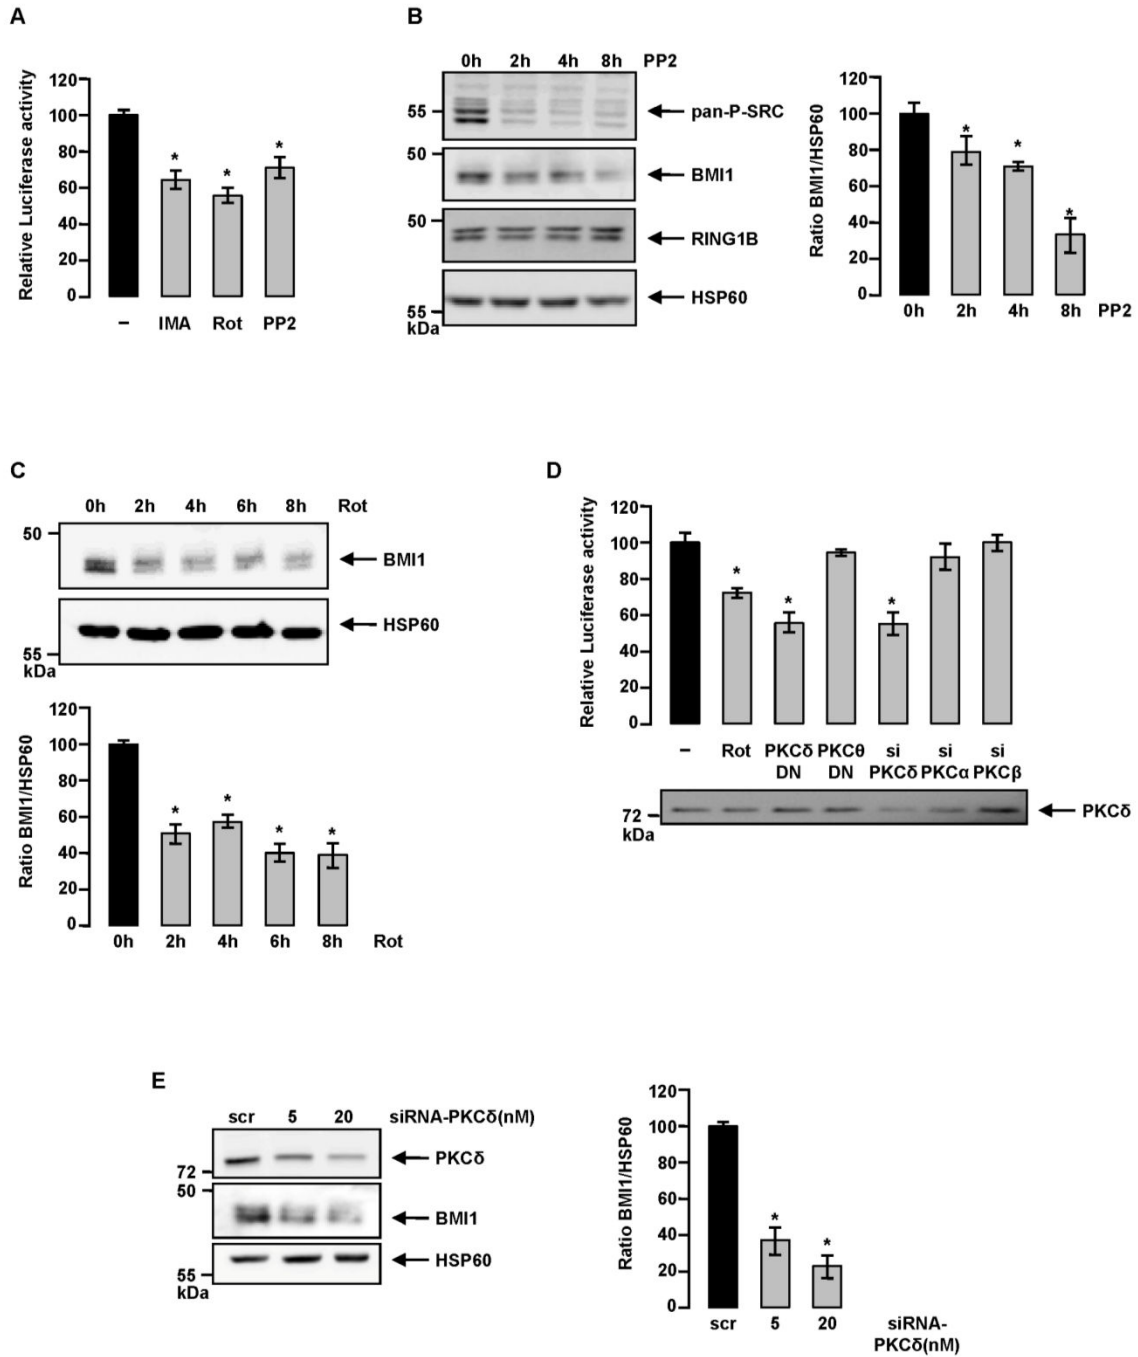 A
Relative Luciferase activity
120
100
80
60
40
20
0
* * *
– IMA Rot PP2
B
0h 2h 4h 8h PP2
55
pan-P-SRC
50
BMI1
50
RING1B
HSP60
55
kDa
Ratio BMI1/HSP60
120
100
80
60
40
20
0
* * *
0h 2h 4h 8h PP2
C
0h 2h 4h 6h 8h Rot
50
BMI1
HSP60
55
kDa
Ratio BMI1/HSP60
120
100
80
60
40
20
0
* * * *
0h 2h 4h 6h 8h Rot
D
Relative Luciferase activity
120
100
80
60
40
20
0
* * *
– Rot PKCδ PKCθ si si si
DN DN PKCδ PKCα PKCβ
72
kDa
PKCδ
E
scr 5 20 siRNA-PKCδ(nM)
PKCδ
72
50
BMI1
HSP60
55
kDa
Ratio BMI1/HSP60
120
100
80
60
40
20
0
* *
scr 5 20 siRNA-
PKCδ(nM)